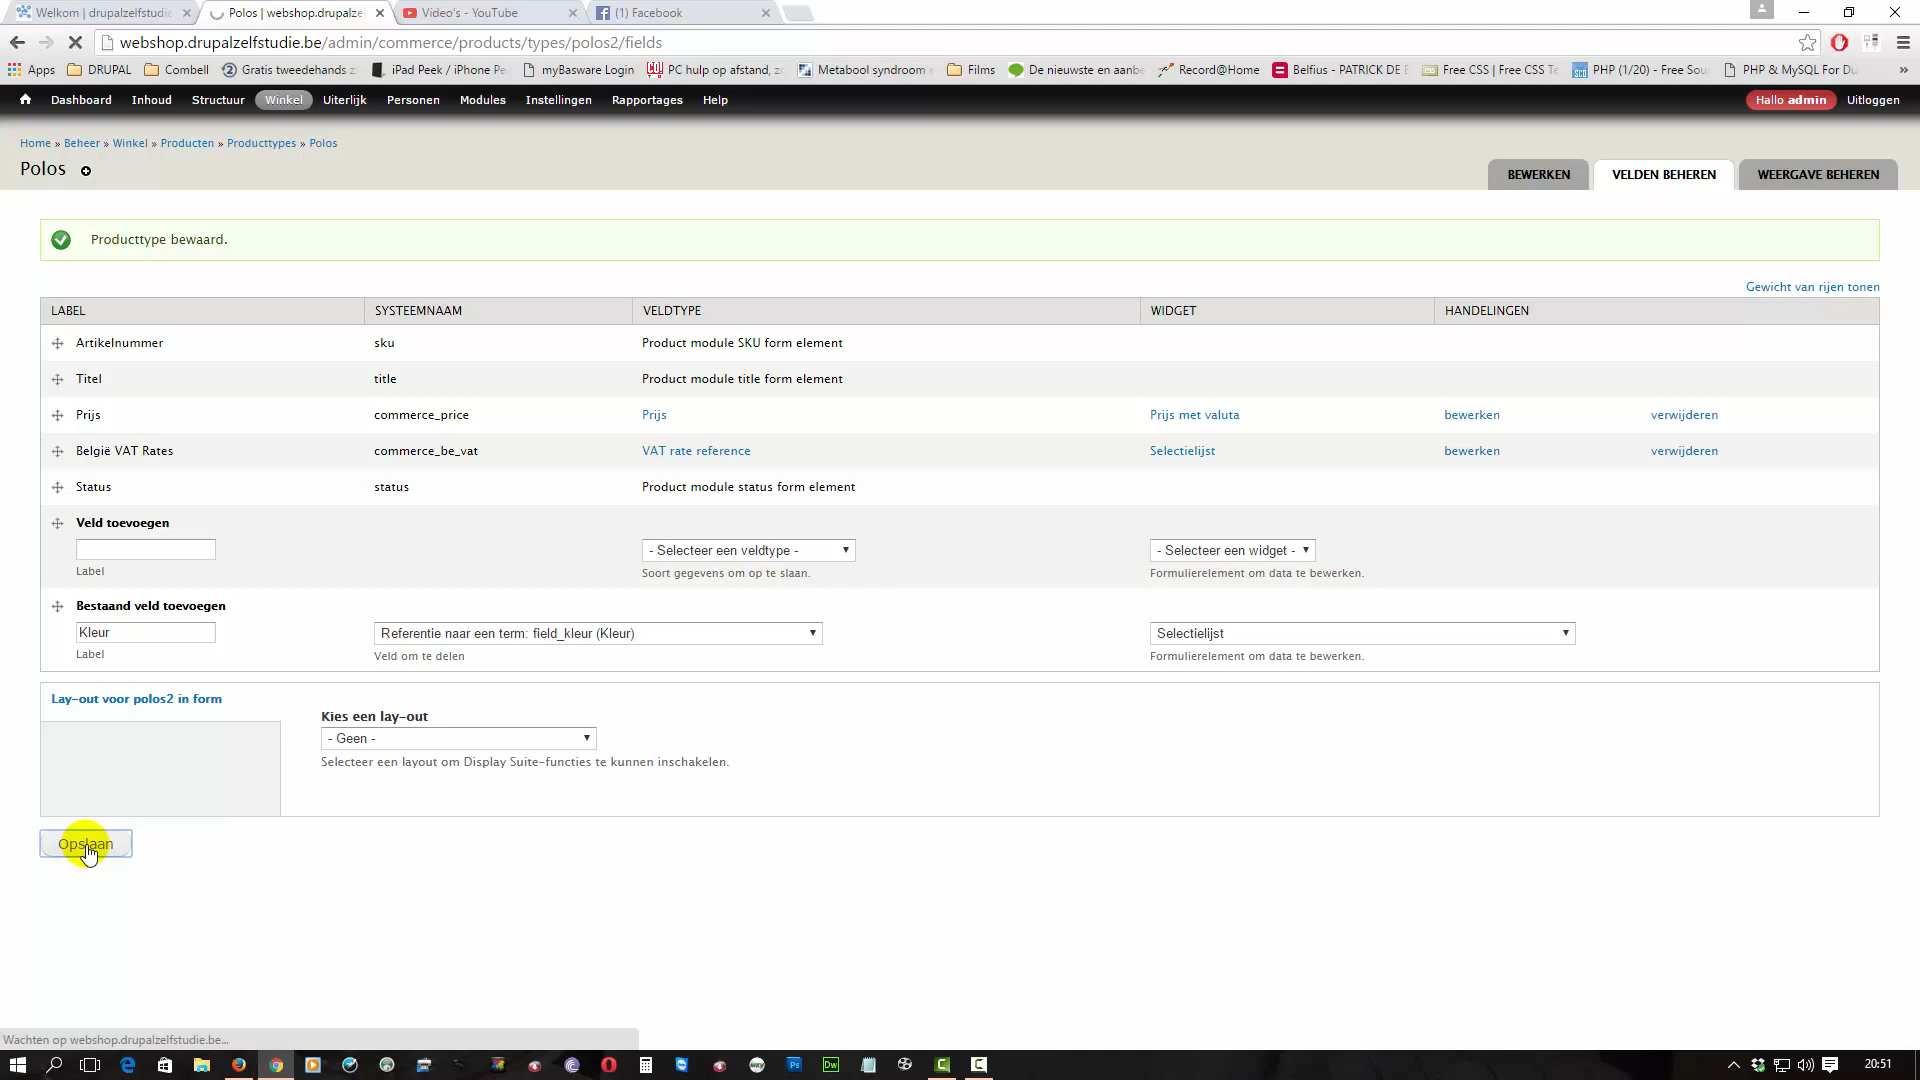 Welkom | drupalzelfstudie
Polos | webshop.drupalze
Video's - YouTube
(1) Facebook
webshop.drupalzelfstudie.be/admin/commerce/products/types/polos2/fields
Apps
DRUPAL
Combell
Gratis tweedehands
iPad Peek / iPhone Pe
myBasware Login
PC hulp op afstand,
Metabool syndroom
Films
De nieuwste en aanbe
Record@Home
Belfius - PATRICK DE
Free CSS | Free CSS Te
PHP (1/20) - Free Sou
PHP & MySQL For Du
Dashboard
Inhoud
Structuur
Winkel
Uiterlijk
Personen
Modules
Instellingen
Rapportages
Help
Hallo admin
Uitloggen
Home » Beheer » Winkel » Producten » Producttypes » Polos
Polos
BEWERKEN
VELDEN BEHEREN
WEERGAVE BEHEREN
Producttype bewaard.
Gewicht van rijen tonen
LABEL SYSTEEMNAAM VELDTYPE WIDGET HANDELINGEN
Artikelnummer sku Product module SKU form element
Titel title Product module title form element
Prijs commerce_price Prijs Prijs met valuta bewerken verwijderen
België VAT Rates commerce_be_vat VAT rate reference Selectielijst bewerken verwijderen
Status status Product module status form element
Veld toevoegen
- Selecteer een veldtype - - Selecteer een widget -
Label Soort gegevens om op te slaan. Formulierelement om data te bewerken.
Bestaand veld toevoegen
Kleur Referentie naar een term: field_kleur (Kleur) Selectielijst
Label Veld om te delen Formulierelement om data te bewerken.
Lay-out voor polos2 in form
Kies een lay-out
- Geen -
Selecteer een layout om Display Suite-functies te kunnen inschakelen.
Opslaan
Wachten op webshop.drupalzelfstudie.be...
20:51